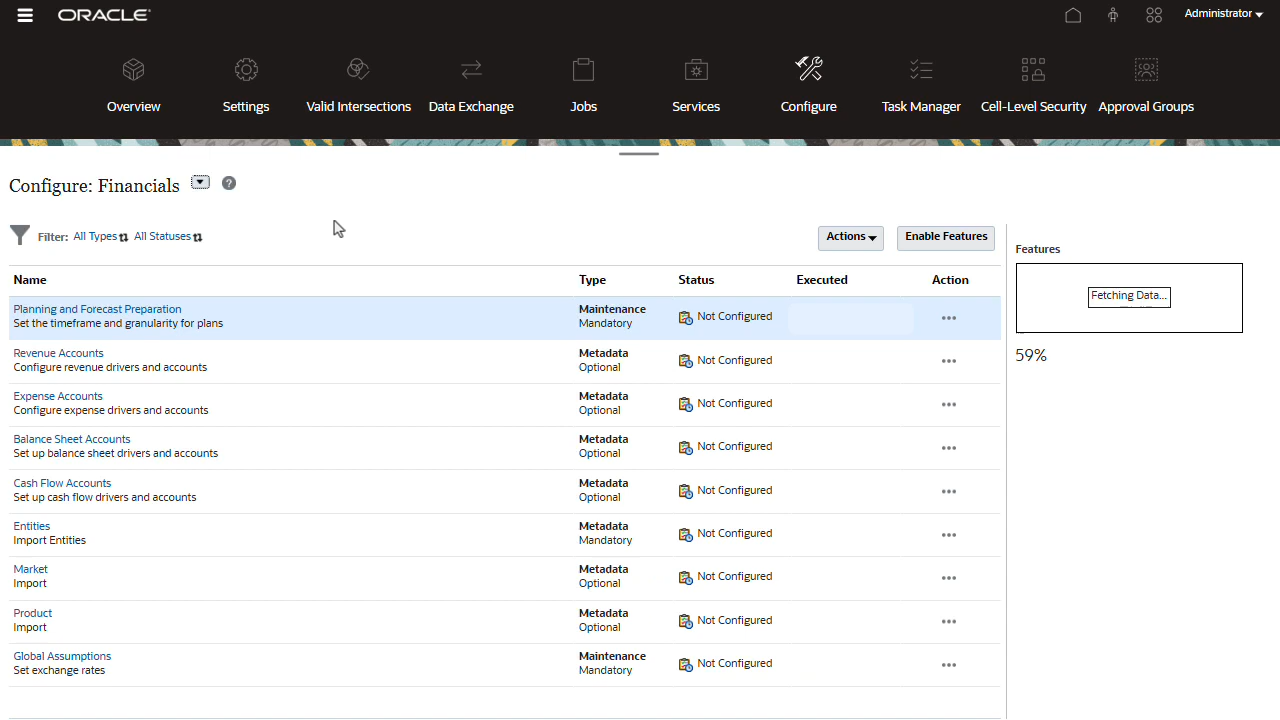 ORACLE
Administrator
Overview Settings Valid Intersections Data Exchange Jobs Services Configure Task Manager Cell-Level Security Approval Groups
Configure: Financials
Filter: All Types All Statuses
Actions Enable Features
Features
Fetching Data...
59%
Name Type Status Executed Action
Planning and Forecast Preparation Maintenance Not Configured
Set the timeframe and granularity for plans Mandatory
Revenue Accounts Metadata Not Configured
Configure revenue drivers and accounts Optional
Expense Accounts Metadata Not Configured
Configure expense drivers and accounts Optional
Balance Sheet Accounts Metadata Not Configured
Set up balance sheet drivers and accounts Optional
Cash Flow Accounts Metadata Not Configured
Set up cash flow drivers and accounts Optional
Entities Metadata Not Configured
Import Entities Mandatory
Market Metadata Not Configured
Import Optional
Product Metadata Not Configured
Import Optional
Global Assumptions Maintenance Not Configured
Set exchange rates Mandatory